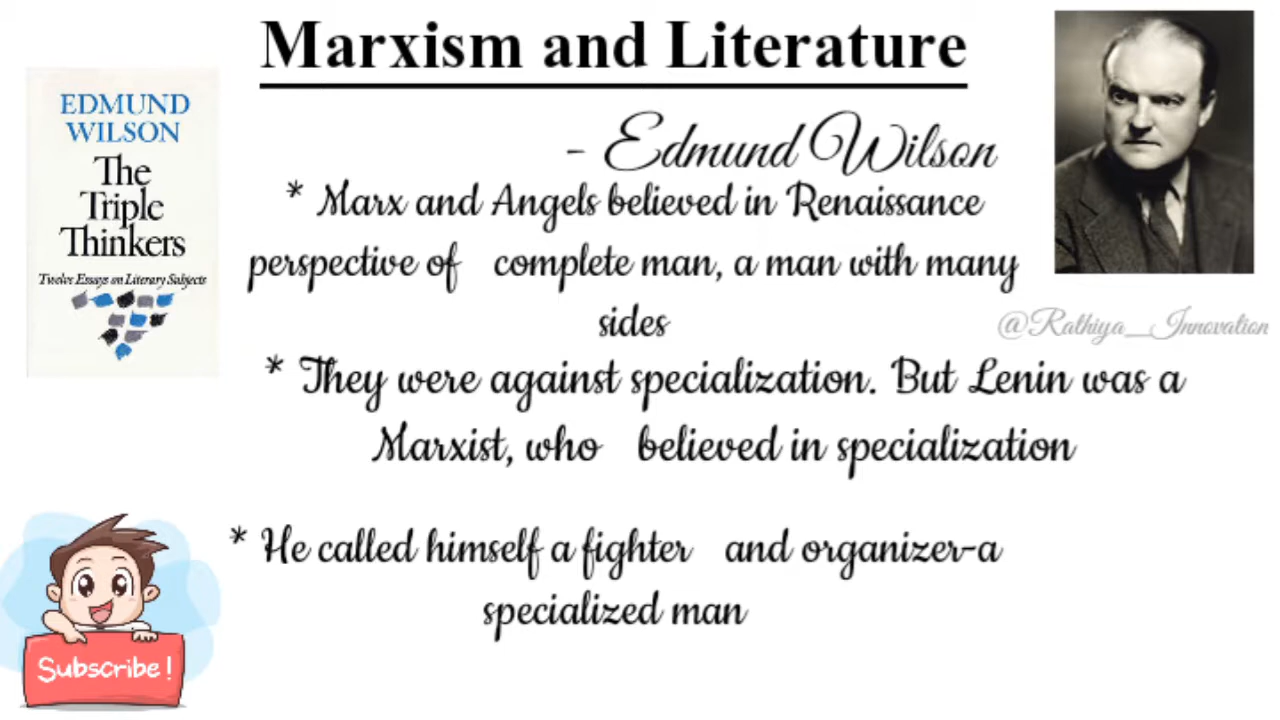 Marxism and Literature
- Edmund Wilson
EDMUND
WILSON
The
Triple
Thinkers
Twelve Essays on Literary Subjects
* Marx and Angels believed in Renaissance
perspective of complete man, a man with many
sides
@Rathiya_Innovation
* They were against specialization. But Lenin was a
Marxist, who believed in specialization
* He called himself a fighter and organizer-a
specialized man
Subscribe!